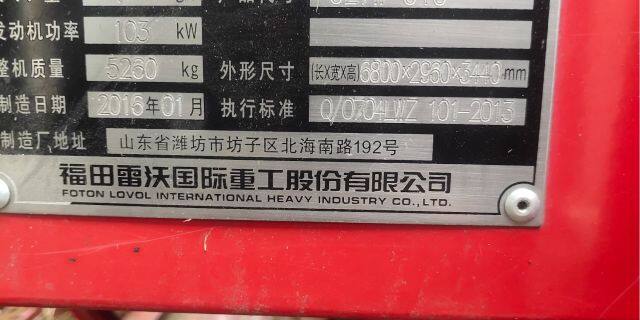 发动机功率 103 kW
整机质量 5260 kg 外形尺寸 (长X宽X高) 6800×2960×3440 mm
制造日期 2016年01月 执行标准 Q/0704LWZ 101-2013
制造厂地址 山东省潍坊市坊子区北海南路192号
福田雷沃国际重工股份有限公司
FOTON LOVOL INTERNATIONAL HEAVY INDUSTRY CO.,LTD.